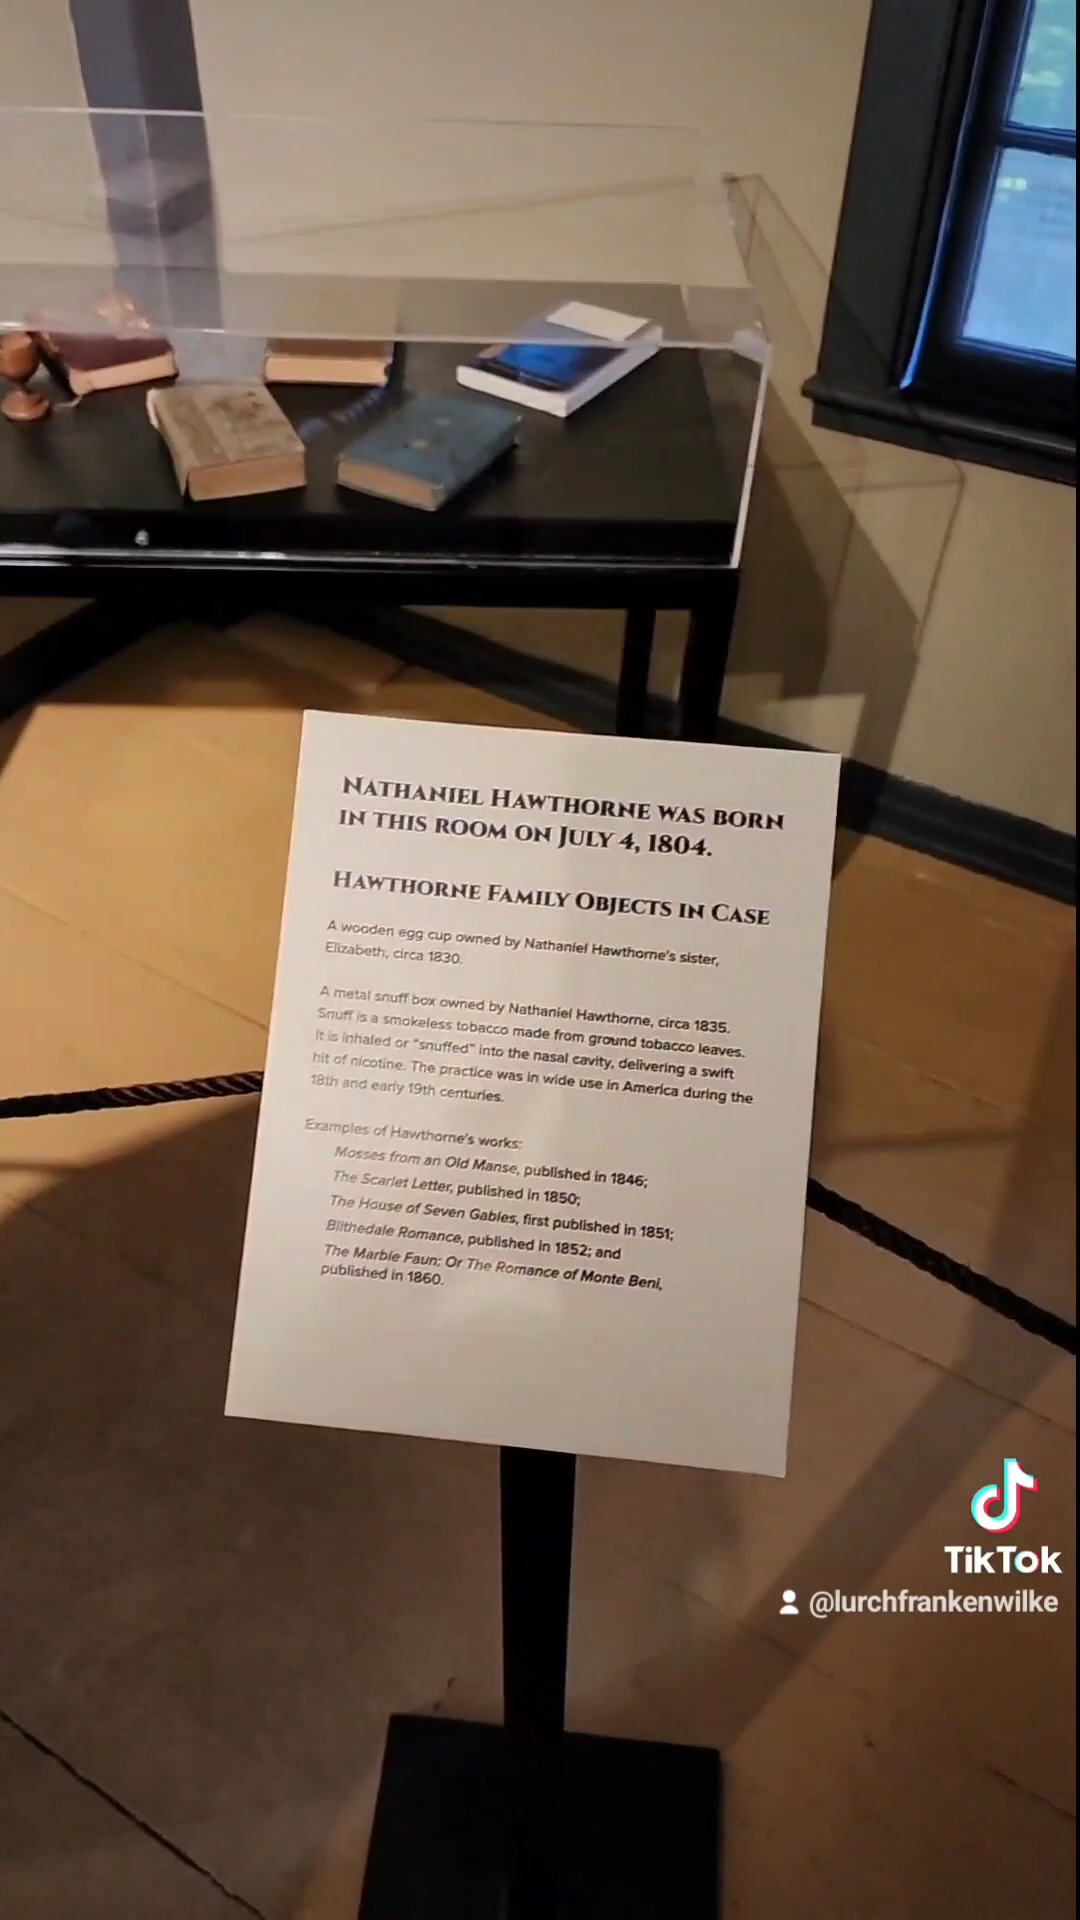 NATHANIEL HAWTHORNE WAS BORN
IN THIS ROOM ON JULY 4, 1804.
HAWTHORNE FAMILY OBJECTS IN CASE
A wooden egg cup owned by Nathaniel Hawthorne's sister,
Elizabeth, circa 1830.
A metal snuff box owned by Nathaniel Hawthorne, circa 1835.
Snuff is a smokeless tobacco made from ground tobacco leaves.
It is inhaled or "snuffed" into the nasal cavity, delivering a swift
hit of nicotine. The practice was in wide use in America during the
18th and early 19th centuries.
Examples of Hawthorne's works:
Mosses from an Old Manse, published in 1846;
The Scarlet Letter, published in 1850;
The House of Seven Gables, first published in 1851;
Blithedale Romance, published in 1852; and
The Marble Faun: Or The Romance of Monte Beni,
published in 1860.
TikTok
@lurchfrankenwilke